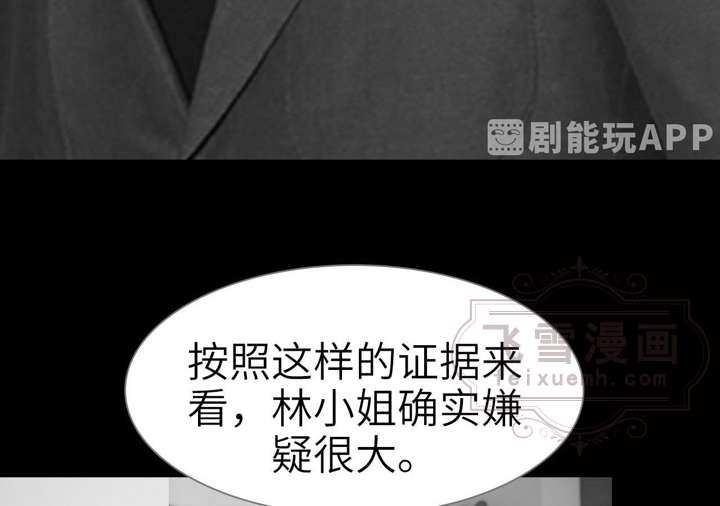 剧能玩APP
飞雪漫画
feixuemh.com
按照这样的证据来
看，林小姐确实嫌
疑很大。